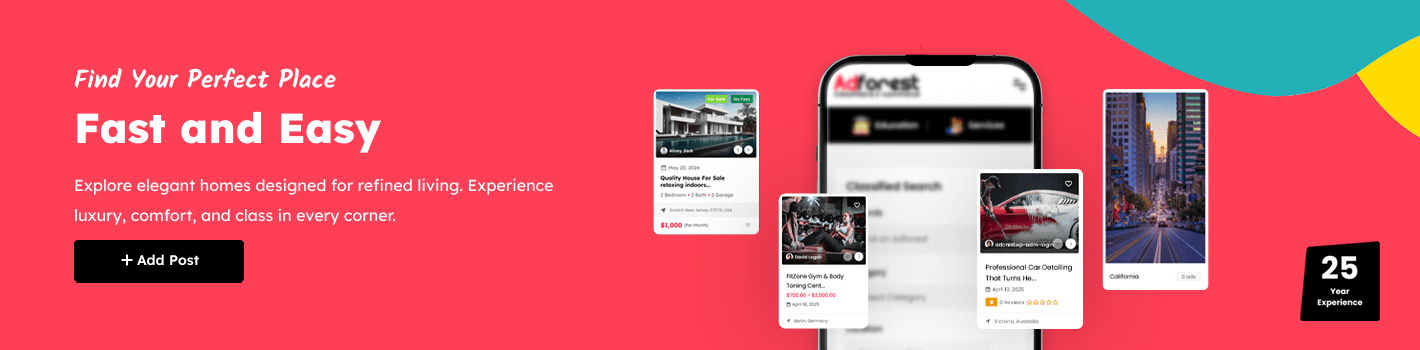 Find Your Perfect Place
Fast and Easy
Explore elegant homes designed for refined living. Experience
luxury, comfort, and class in every corner.
+ Add Post
For Sale
No Fees
Allexy Jack
May 20, 2024
Quality House For Sale
relaxing indoors...
2 Bedroom • 2 Bath • 2 Garage
Scotch New Jersey 07076, USA
$1,000 (Per Month)
Adforest
Education
Services
Classified Search
David Logan
FitZone Gym & Body
Toning Cent...
$700.00 - $3,500.00
April 16, 2025
Berlin, Germany
adorestwp-adm-login
Professional Car Detailing
That Turns He...
April 13, 2025
0 Reviews
Victoria, Australia
California
0 ads
25
Year
Experience